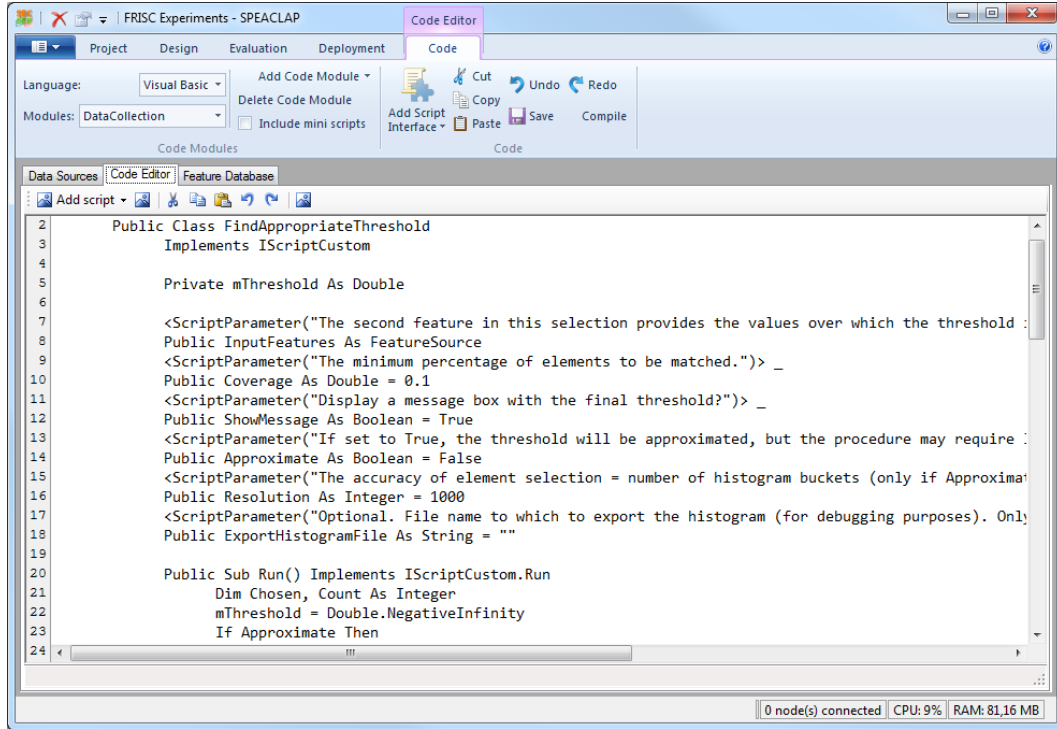 FRISC Experiments - SPEACLAP
Code Editor
Project Design Evaluation Deployment Code
Language: Visual Basic
Modules: DataCollection
Add Code Module
Delete Code Module
Include mini scripts
Code Modules
Add Script Interface
Cut
Copy
Paste
Undo Redo
Save Compile
Code
Data Sources Code Editor Feature Database
Add script
2 Public Class FindAppropriateThreshold
3 Implements IScriptCustom
4
5 Private mThreshold As Double
6
7 <ScriptParameter("The second feature in this selection provides the values over which the threshold
8 Public InputFeatures As FeatureSource
9 <ScriptParameter("The minimum percentage of elements to be matched.")> _
10 Public Coverage As Double = 0.1
11 <ScriptParameter("Display a message box with the final threshold?")> _
12 Public ShowMessage As Boolean = True
13 <ScriptParameter("If set to True, the threshold will be approximated, but the procedure may require
14 Public Approximate As Boolean = False
15 <ScriptParameter("The accuracy of element selection = number of histogram buckets (only if Approximat
16 Public Resolution As Integer = 1000
17 <ScriptParameter("Optional. File name to which to export the histogram (for debugging purposes). Only
18 Public ExportHistogramFile As String = ""
19
20 Public Sub Run() Implements IScriptCustom.Run
21 Dim Chosen, Count As Integer
22 mThreshold = Double.NegativeInfinity
23 If Approximate Then
24
0 node(s) connected CPU: 9% RAM: 81,16 MB